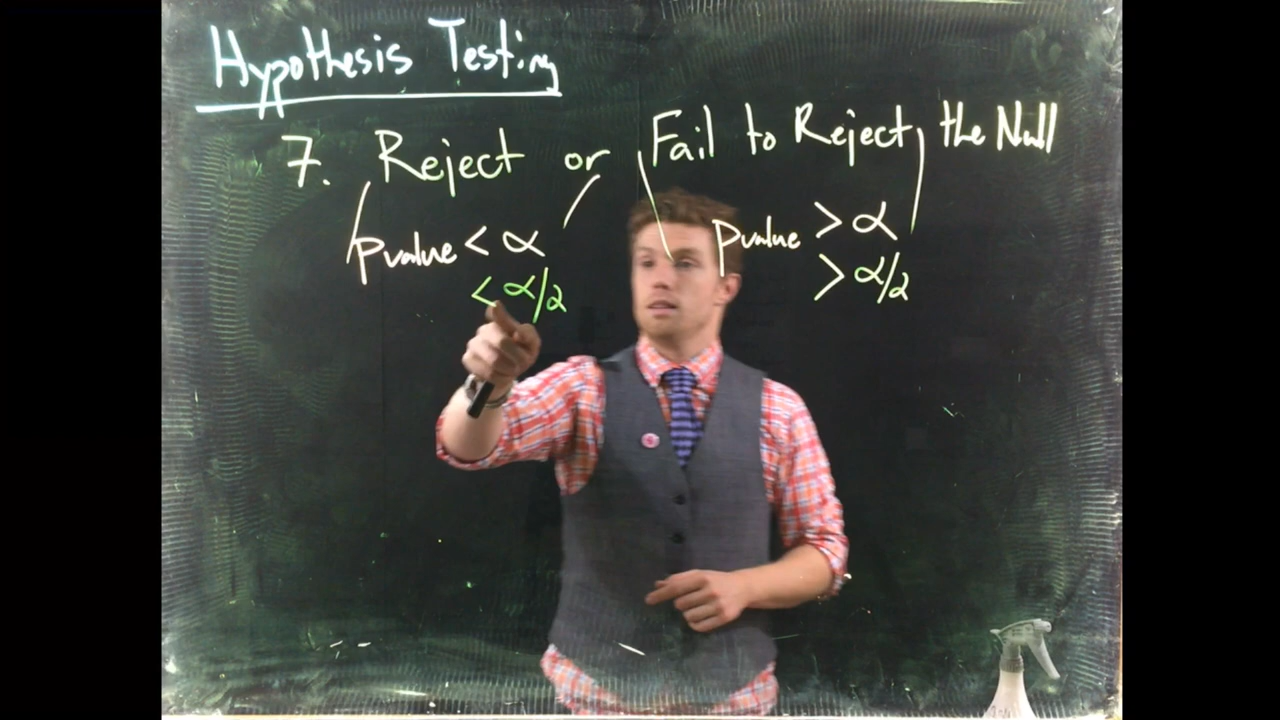 Hypothesis Testing
7. Reject or Fail to Reject the Null
pvalue < α pvalue > α
< α/2 > α/2